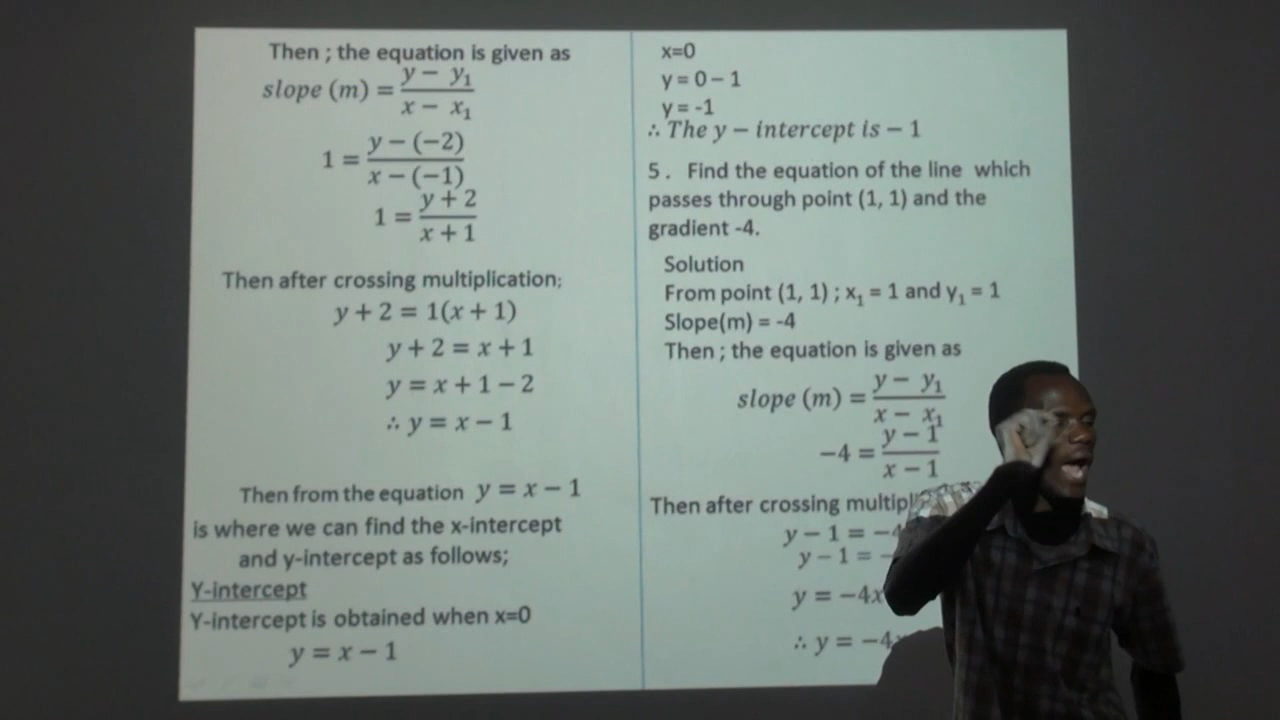 Then ; the equation is given as
slope (m) = y − y₁ / x − x₁
1 = y − (−2) / x − (−1)
1 = y + 2 / x + 1
Then after crossing multiplication;
y + 2 = 1(x + 1)
y + 2 = x + 1
y = x + 1 − 2
∴ y = x − 1
Then from the equation y = x − 1
is where we can find the x-intercept
and y-intercept as follows;
Y-intercept
Y-intercept is obtained when x=0
y = x − 1
x=0
y = 0 – 1
y = -1
∴ The y − intercept is − 1
5 . Find the equation of the line which
passes through point (1, 1) and the
gradient -4.
Solution
From point (1, 1) ; x₁ = 1 and y₁ = 1
Slope(m) = -4
Then ; the equation is given as
slope (m) = y − y₁ / x − x₁
−4 = y − 1 / x − 1
Then after crossing
y − 1 = −4
y − 1 = −
y = −4x
∴ y = −4